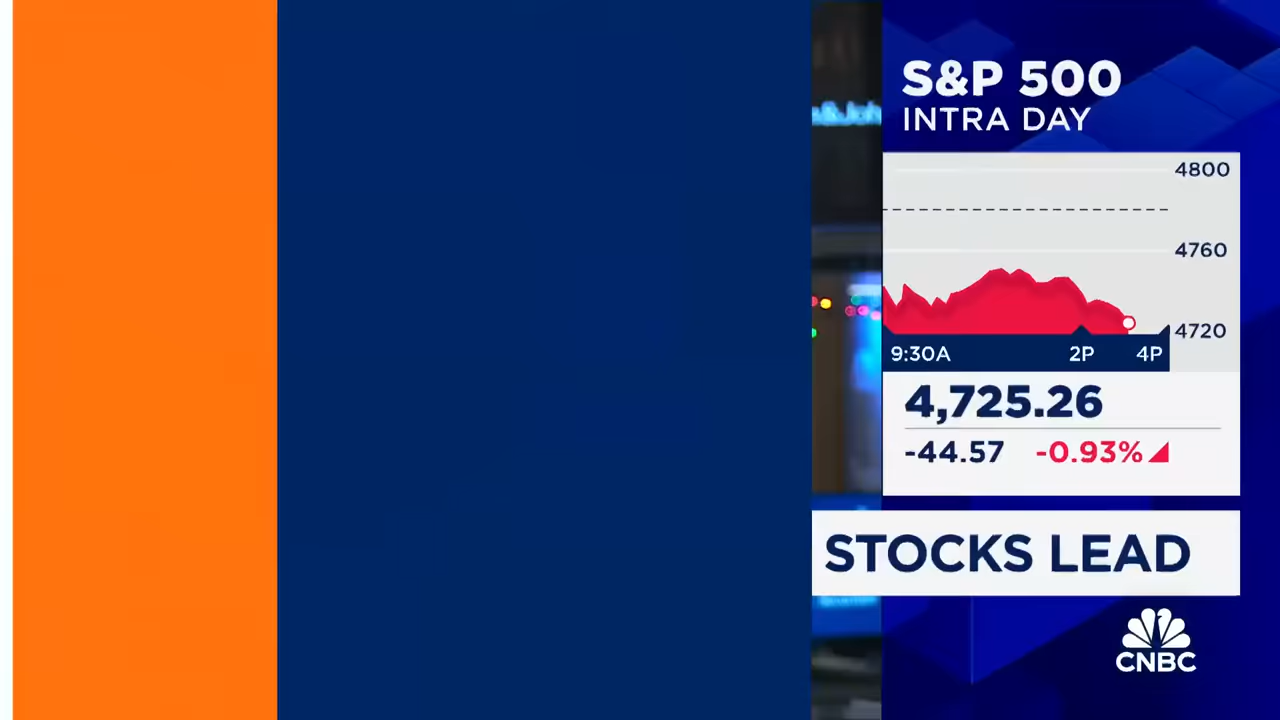 S&P 500
INTRA DAY
4800
4760
4720
9:30A 2P 4P
4,725.26
-44.57 -0.93%
STOCKS LEAD
CNBC